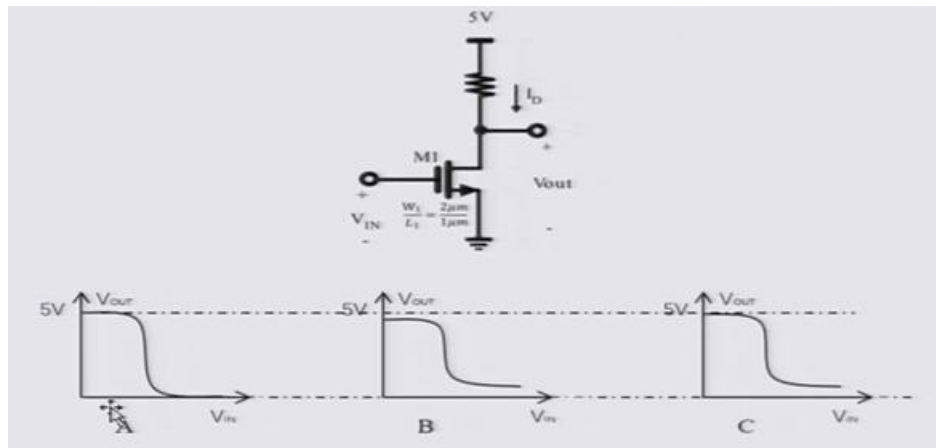 5V
I_D
M1
+
+
Vout
V_IN
W₁/L₁ = 2μm/1μm
-
-
5V V_OUT
5V V_OUT
5V V_OUT
V_IN
V_IN
V_IN
A
B
C